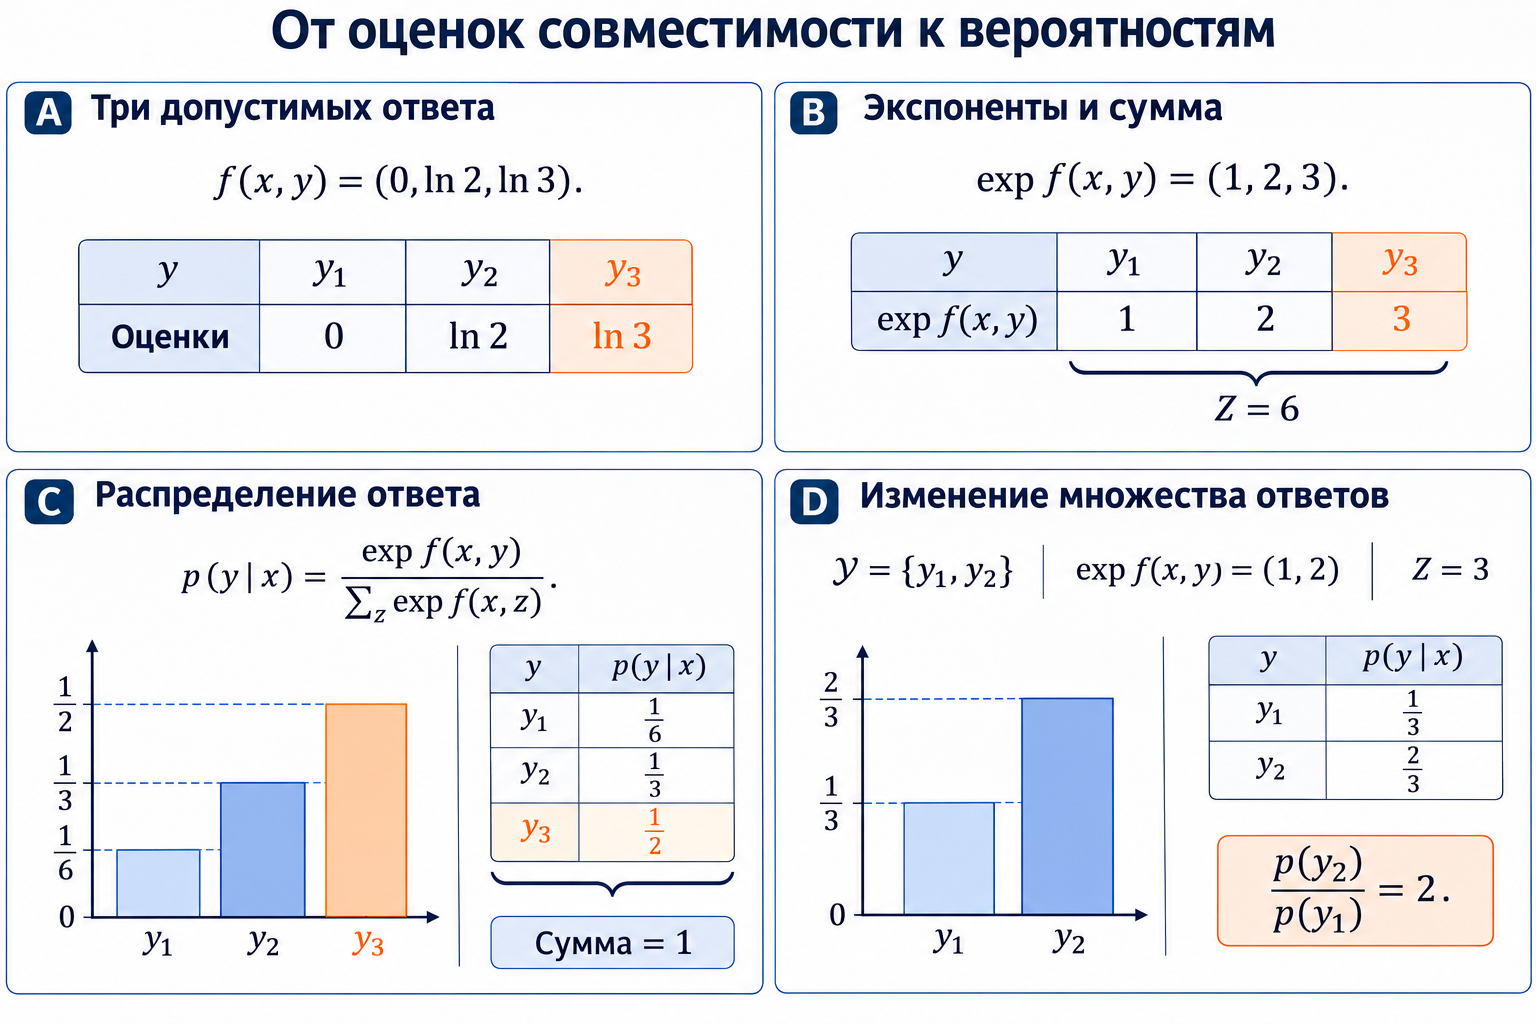 От оценок совместимости к вероятностям
A Три допустимых ответа
f(x, y) = (0, ln 2, ln 3).
y y₁ y₂ y₃
Оценки 0 ln 2 ln 3
B Экспоненты и сумма
exp f(x, y) = (1, 2, 3).
y y₁ y₂ y₃
exp f(x, y) 1 2 3
Z = 6
C Распределение ответа
p(y | x) = exp f(x, y) / ∑_z exp f(x, z).
1/2
1/3
1/6
0
y₁ y₂ y₃
y p(y | x)
y₁ 1/6
y₂ 1/3
y₃ 1/2
Сумма = 1
D Изменение множества ответов
𝒴 = {y₁, y₂} | exp f(x, y) = (1, 2) | Z = 3
2/3
1/3
0
y₁ y₂
y p(y | x)
y₁ 1/3
y₂ 2/3
p(y₂)/p(y₁) = 2.